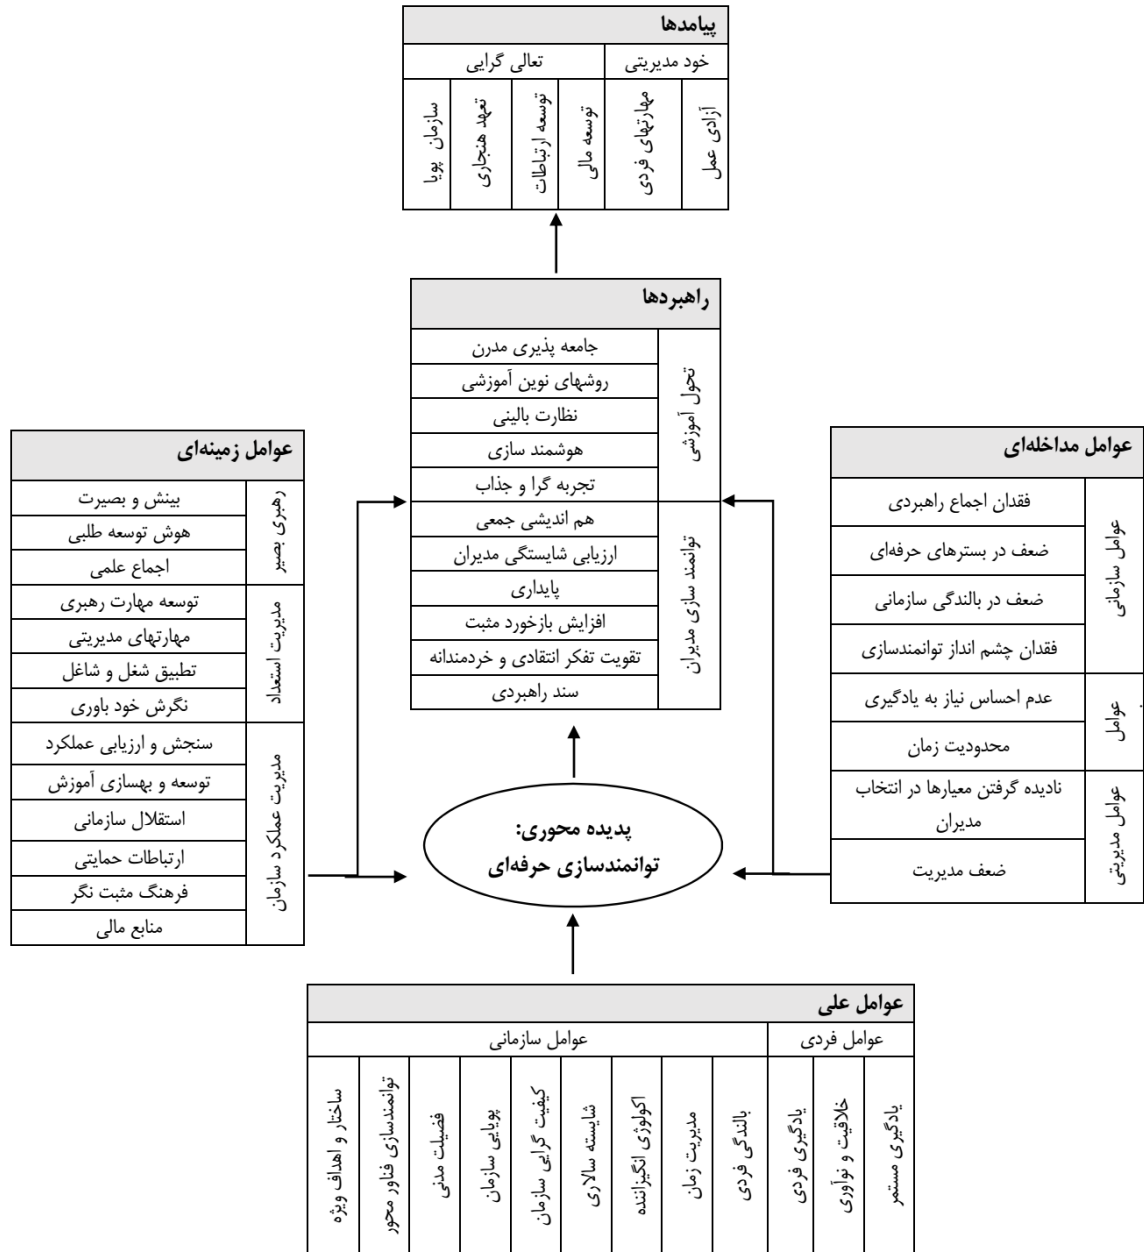 پیامدها
خود مدیریتی
تعالی گرایی
آزادی عمل
مهارتهای فردی
توسعه مالی
توسعه ارتباطات
تعهد هنجاری
سازمان پویا
راهبردها
تحول آموزشی
جامعه پذیری مدرن
روشهای نوین آموزشی
نظارت بالینی
هوشمند سازی
تجربه گرا و جذاب
توانمند سازی مدیران
هم اندیشی جمعی
ارزیابی شایستگی مدیران
پایداری
افزایش بازخورد مثبت
تقویت تفکر انتقادی و خردمندانه
سند راهبردی
عوامل مداخله‌ای
عوامل سازمانی
فقدان اجماع راهبردی
ضعف در بسترهای حرفه‌ای
ضعف در بالندگی سازمانی
فقدان چشم انداز توانمندسازی
عوامل
عدم احساس نیاز به یادگیری
محدودیت زمان
عوامل مدیریتی
نادیده گرفتن معیارها در انتخاب
مدیران
ضعف مدیریت
عوامل زمینه‌ای
رهبری بصیر
بینش و بصیرت
هوش توسعه طلبی
اجماع علمی
مدیریت استعداد
توسعه مهارت رهبری
مهارتهای مدیریتی
تطبیق شغل و شاغل
نگرش خود باوری
مدیریت عملکرد سازمان
سنجش و ارزیابی عملکرد
توسعه و بهسازی آموزش
استقلال سازمانی
ارتباطات حمایتی
فرهنگ مثبت نگر
منابع مالی
پدیده محوری:
توانمندسازی حرفه‌ای
عوامل علی
عوامل فردی
عوامل سازمانی
یادگیری مستمر
خلاقیت و نوآوری
یادگیری فردی
بالندگی فردی
مدیریت زمان
اکولوژی انگیزاننده
شایسته سالاری
کیفیت گرایی سازمان
پویایی سازمان
فضیلت مدنی
توانمندسازی فناور محور
ساختار و اهداف ویژه